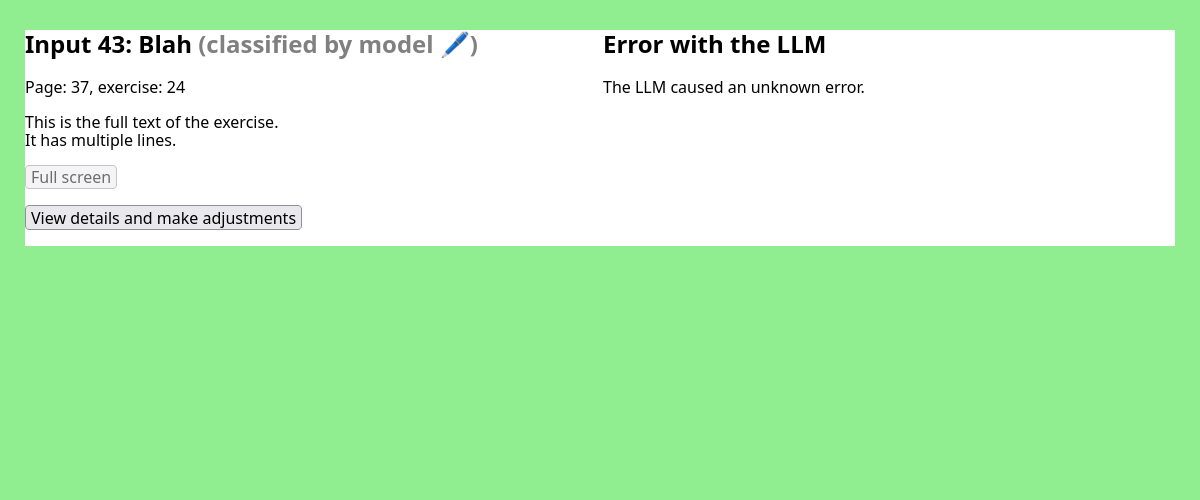 Input 43: Blah (classified by model 🖊️)
Page: 37, exercise: 24
This is the full text of the exercise.
It has multiple lines.
Full screen
View details and make adjustments
Error with the LLM
The LLM caused an unknown error.